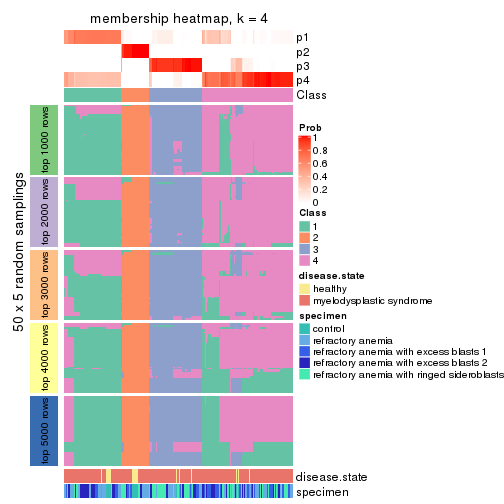 membership heatmap, k = 4
p1
p2
p3
p4
Class
50 x 5 random samplings
top 1000 rows
top 2000 rows
top 3000 rows
top 4000 rows
top 5000 rows
disease.state
specimen
Prob
1
0.8
0.6
0.4
0.2
0
Class
1
2
3
4
disease.state
healthy
myelodysplastic syndrome
specimen
control
refractory anemia
refractory anemia with excess blasts 1
refractory anemia with excess blasts 2
refractory anemia with ringed sideroblasts